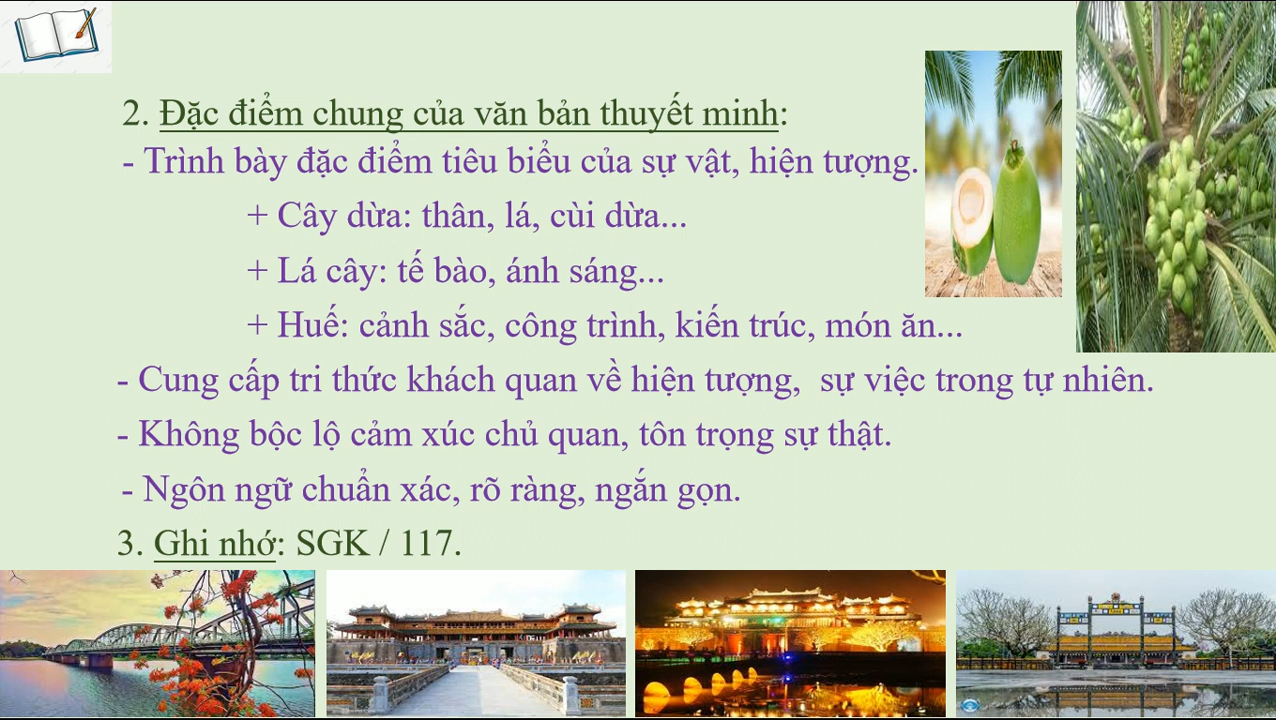 2. Đặc điểm chung của văn bản thuyết minh:
- Trình bày đặc điểm tiêu biểu của sự vật, hiện tượng.
+ Cây dừa: thân, lá, cùi dừa...
+ Lá cây: tế bào, ánh sáng...
+ Huế: cảnh sắc, công trình, kiến trúc, món ăn...
- Cung cấp tri thức khách quan về hiện tượng, sự việc trong tự nhiên.
- Không bộc lộ cảm xúc chủ quan, tôn trọng sự thật.
- Ngôn ngữ chuẩn xác, rõ ràng, ngắn gọn.
3. Ghi nhớ: SGK / 117.